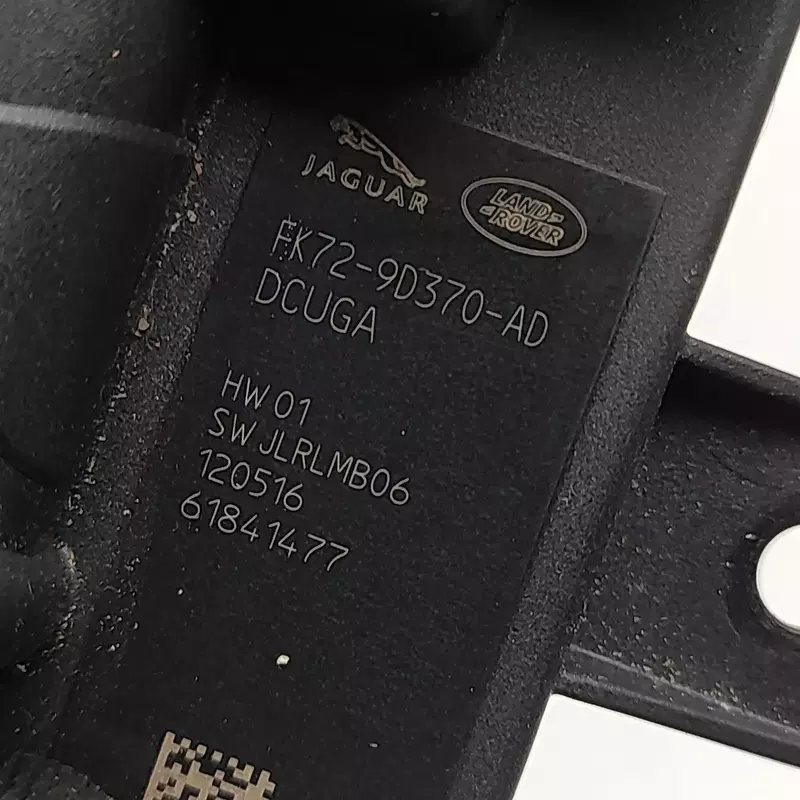 JAGUAR
LAND-
-ROVER
FK72-9D370-AD
DCUGA
HW 01
SW JLRLMB06
120516
61841477